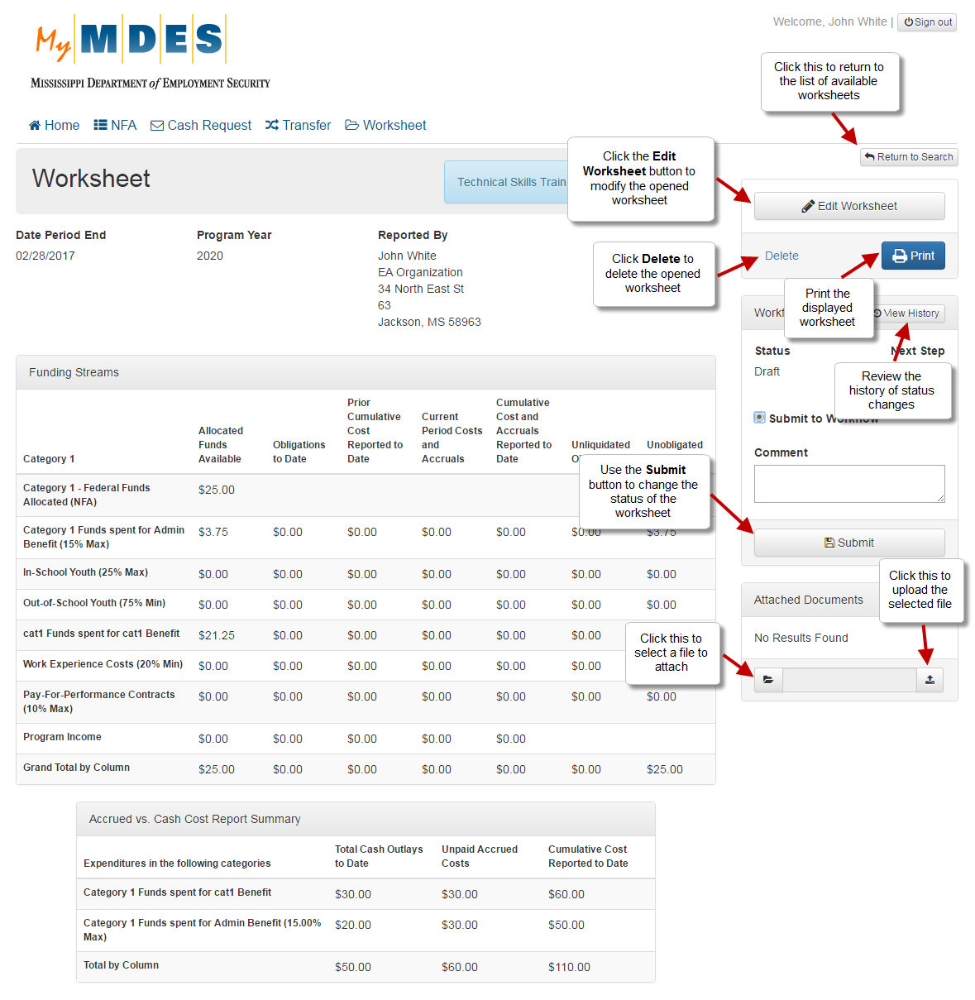 My MDES
Mississippi Department of Employment Security
Welcome, John White | Sign out
Click this to return to
the list of available
worksheets
Home NFA Cash Request Transfer Worksheet
Return to Search
Worksheet
Technical Skills Train
Click the Edit
Worksheet button to
modify the opened
worksheet
Edit Worksheet
Date Period End Program Year Reported By
02/28/2017 2020 John White
EA Organization
34 North East St
63
Jackson, MS 58963
Click Delete to
delete the opened
worksheet
Delete Print
Print the
displayed
worksheet
Workf View History
Status Next Step
Draft
Review the
history of status
changes
Submit to Workflow
Comment
Use the Submit
button to change the
status of the
worksheet
Submit
Click this to
upload the
selected file
Attached Documents
No Results Found
Click this to
select a file to
attach
Funding Streams
Category 1
Allocated
Funds
Available
Obligations
to Date
Prior
Cumulative
Cost
Reported to
Date
Current
Period Costs
and
Accruals
Cumulative
Cost and
Accruals
Reported to
Date
Unliquidated
Unobligated
Category 1 - Federal Funds
Allocated (NFA)
$25.00
Category 1 Funds spent for Admin
Benefit (15% Max)
$3.75 $0.00 $0.00 $0.00 $0.00 $0.00 $3.75
In-School Youth (25% Max)
$0.00 $0.00 $0.00 $0.00 $0.00 $0.00 $0.00
Out-of-School Youth (75% Min)
$0.00 $0.00 $0.00 $0.00 $0.00 $0.00 $0.00
cat1 Funds spent for cat1 Benefit
$21.25 $0.00 $0.00 $0.00 $0.00 $0.00
Work Experience Costs (20% Min)
$0.00 $0.00 $0.00 $0.00 $0.00 $0.00
Pay-For-Performance Contracts
(10% Max)
$0.00 $0.00 $0.00 $0.00 $0.00 $0.00 $0.00
Program Income
$0.00 $0.00 $0.00 $0.00 $0.00
Grand Total by Column
$25.00 $0.00 $0.00 $0.00 $0.00 $0.00 $25.00
Accrued vs. Cash Cost Report Summary
Expenditures in the following categories
Total Cash Outlays
to Date
Unpaid Accrued
Costs
Cumulative Cost
Reported to Date
Category 1 Funds spent for cat1 Benefit
$30.00 $30.00 $60.00
Category 1 Funds spent for Admin Benefit (15.00%
Max)
$20.00 $30.00 $50.00
Total by Column
$50.00 $60.00 $110.00